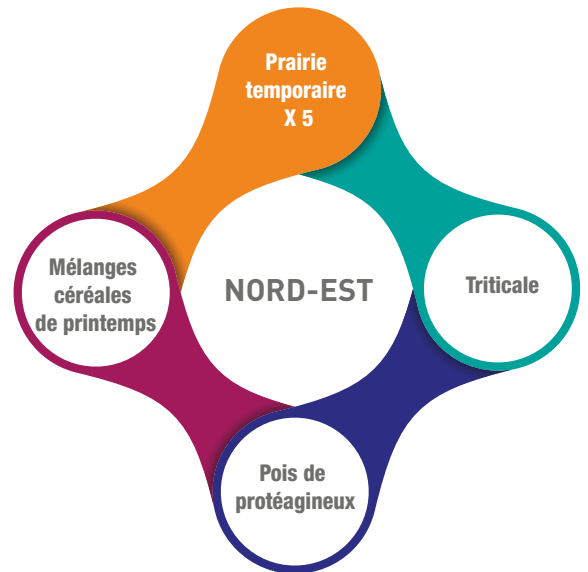 Prairie
temporaire
X 5
Mélanges
céréales
de printemps
NORD-EST
Triticale
Pois de
protéagineux